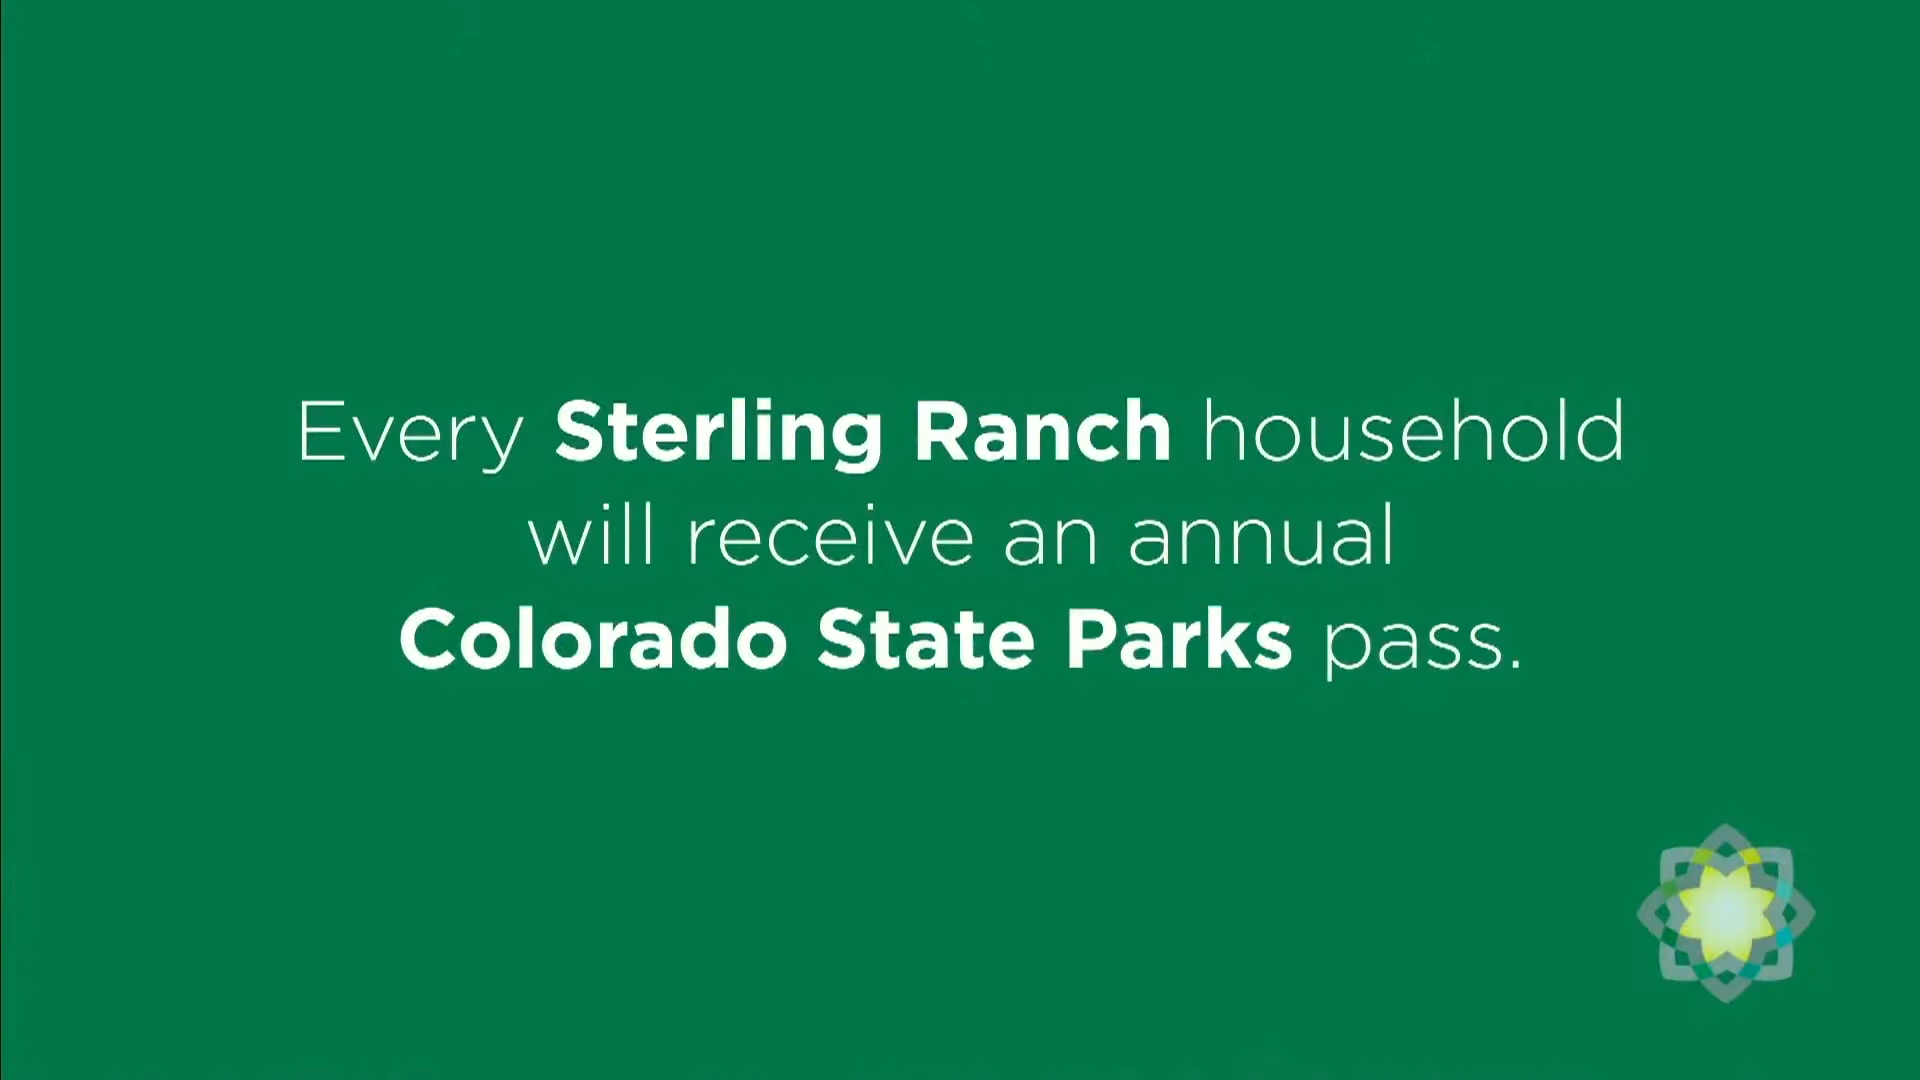 Every Sterling Ranch household
will receive an annual
Colorado State Parks pass.